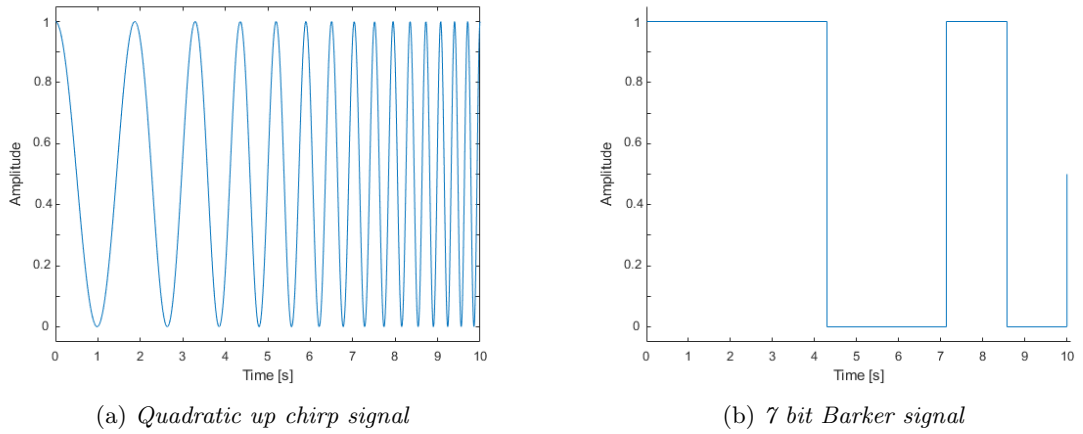 1
0.8
0.6
0.4
0.2
0
Amplitude
0 1 2 3 4 5 6 7 8 9 10
Time [s]
(a) Quadratic up chirp signal
1
0.8
0.6
0.4
0.2
0
Amplitude
0 1 2 3 4 5 6 7 8 9 10
Time [s]
(b) 7 bit Barker signal